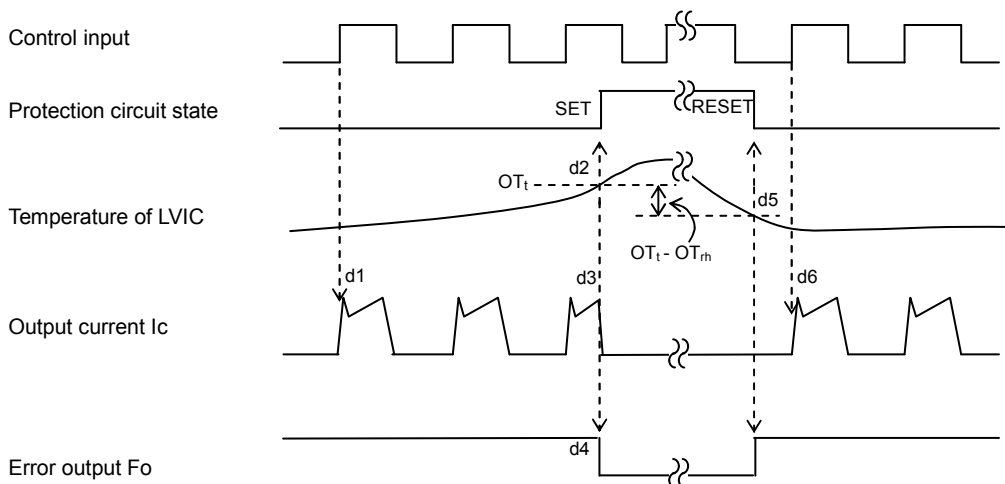 Control input
Protection circuit state
SET
RESET
d2
OTt
d5
Temperature of LVIC
OTt - OTrh
d1
d3
d6
Output current Ic
d4
Error output Fo